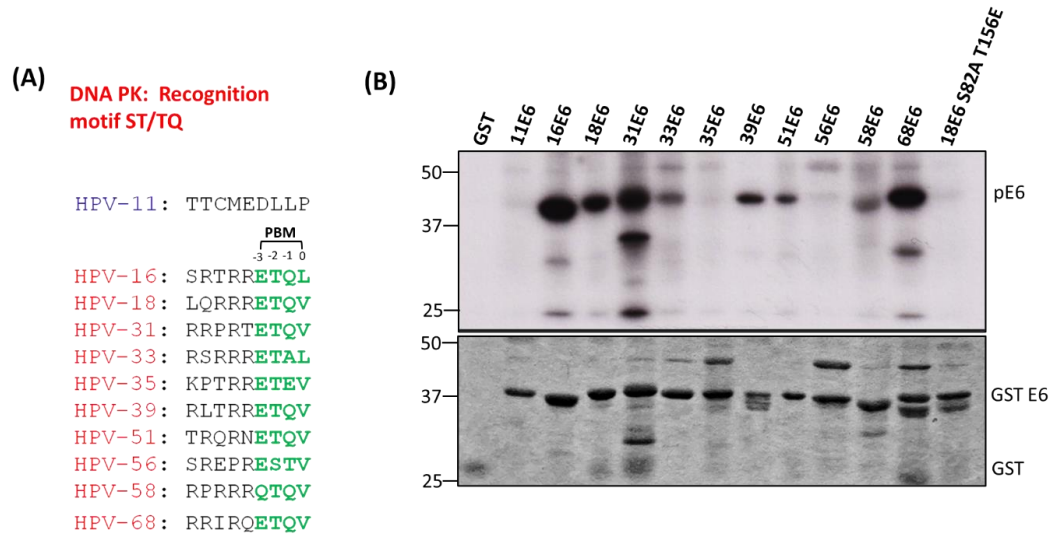 (A)
DNA PK: Recognition
motif ST/TQ
HPV-11: TTCMEDLLP
PBM
-3 -2 -1 0
HPV-16: SRTRRETQL
HPV-18: LQRRRETQV
HPV-31: RRPRTETQV
HPV-33: RSRRRETAL
HPV-35: KPTRRETEV
HPV-39: RLTRRETQV
HPV-51: TRQRNETQV
HPV-56: SREPRESTV
HPV-58: RPRRRQTQV
HPV-68: RRIRQETQV
(B)
GST 11E6 16E6 18E6 31E6 33E6 35E6 39E6 51E6 56E6 58E6 68E6 18E6 S82A T156E
50
37
25
pE6
50
37
25
GST E6
GST